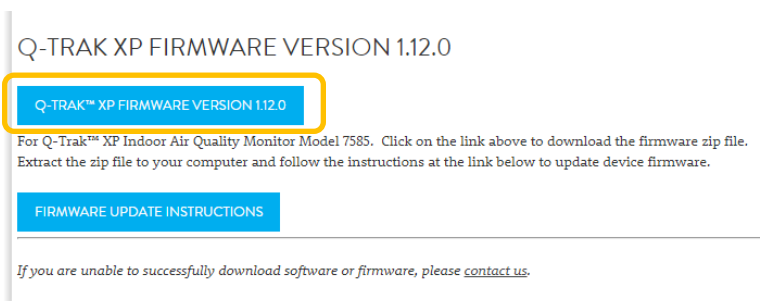 Q-TRAK XP FIRMWARE VERSION 1.12.0
Q-TRAK™ XP FIRMWARE VERSION 1.12.0
For Q-Trak™ XP Indoor Air Quality Monitor Model 7585.  Click on the link above to download the firmware zip file.
Extract the zip file to your computer and follow the instructions at the link below to update device firmware.
FIRMWARE UPDATE INSTRUCTIONS
If you are unable to successfully download software or firmware, please contact us.